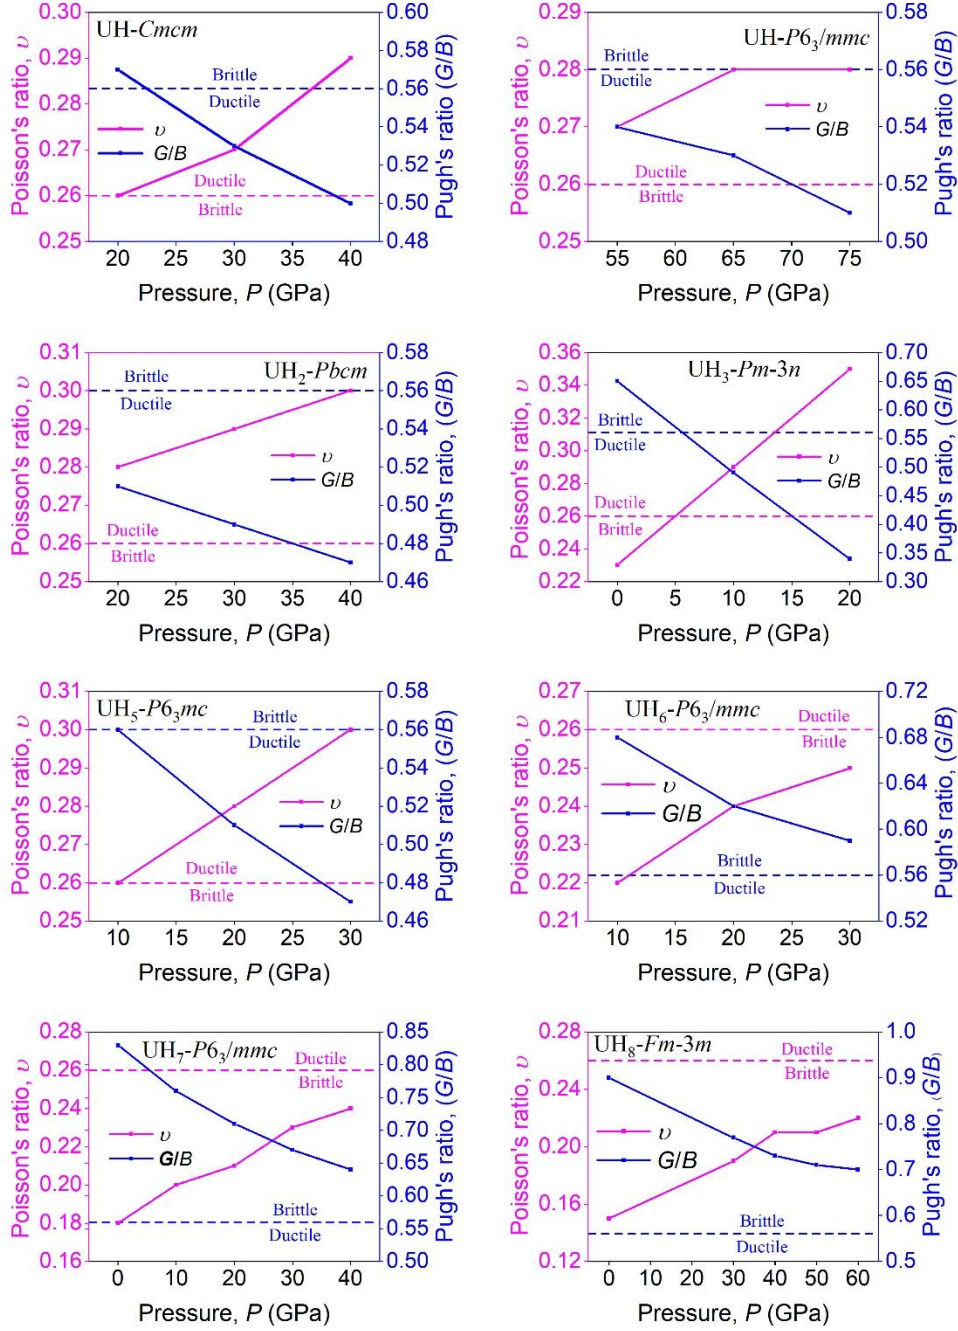 UH-Cmcm
Poisson's ratio, υ
0.30
0.29
0.28
0.27
0.26
0.25
Brittle
Ductile
υ
G/B
Ductile
Brittle
0.60
0.58
0.56
0.54
0.52
0.50
0.48
Pugh's ratio (G/B)
20 25 30 35 40
Pressure, P (GPa)
UH-P6₃/mmc
Poisson's ratio, υ
0.29
0.28
0.27
0.26
0.25
Brittle
Ductile
υ
G/B
Ductile
Brittle
0.58
0.56
0.54
0.52
0.50
Pugh's ratio (G/B)
55 60 65 70 75
Pressure, P (GPa)
UH₂-Pbcm
Poisson's ratio, υ
0.31
0.30
0.29
0.28
0.27
0.26
0.25
Brittle
Ductile
υ
G/B
Ductile
Brittle
0.58
0.56
0.54
0.52
0.50
0.48
0.46
Pugh's ratio, (G/B)
20 25 30 35 40
Pressure, P (GPa)
UH₃-Pm-3n
Poisson's ratio, υ
0.36
0.34
0.32
0.30
0.28
0.26
0.24
0.22
Brittle
Ductile
υ
G/B
Ductile
Brittle
0.70
0.65
0.60
0.55
0.50
0.45
0.40
0.35
0.30
Pugh's ratio, (G/B)
0 5 10 15 20
Pressure, P (GPa)
UH₅-P6₃mc
Poisson's ratio, υ
0.31
0.30
0.29
0.28
0.27
0.26
0.25
Brittle
Ductile
υ
G/B
Ductile
Brittle
0.58
0.56
0.54
0.52
0.50
0.48
0.46
Pugh's ratio, (G/B)
10 15 20 25 30
Pressure, P (GPa)
UH₆-P6₃/mmc
Poisson's ratio, υ
0.27
0.26
0.25
0.24
0.23
0.22
0.21
Ductile
Brittle
υ
G/B
Brittle
Ductile
0.72
0.68
0.64
0.60
0.56
0.52
Pugh's ratio, (G/B)
10 15 20 25 30
Pressure, P (GPa)
UH₇-P6₃/mmc
Poisson's ratio, υ
0.28
0.26
0.24
0.22
0.20
0.18
0.16
Ductile
Brittle
υ
G/B
Brittle
Ductile
0.85
0.80
0.75
0.70
0.65
0.60
0.55
0.50
Pugh's ratio, (G/B)
0 10 20 30 40
Pressure, P (GPa)
UH₈-Fm-3m
Poisson's ratio, υ
0.28
0.24
0.20
0.16
0.12
Ductile
Brittle
υ
G/B
Brittle
Ductile
1.0
0.9
0.8
0.7
0.6
0.5
Pugh's ratio, (G/B)
0 10 20 30 40 50 60
Pressure, P (GPa)